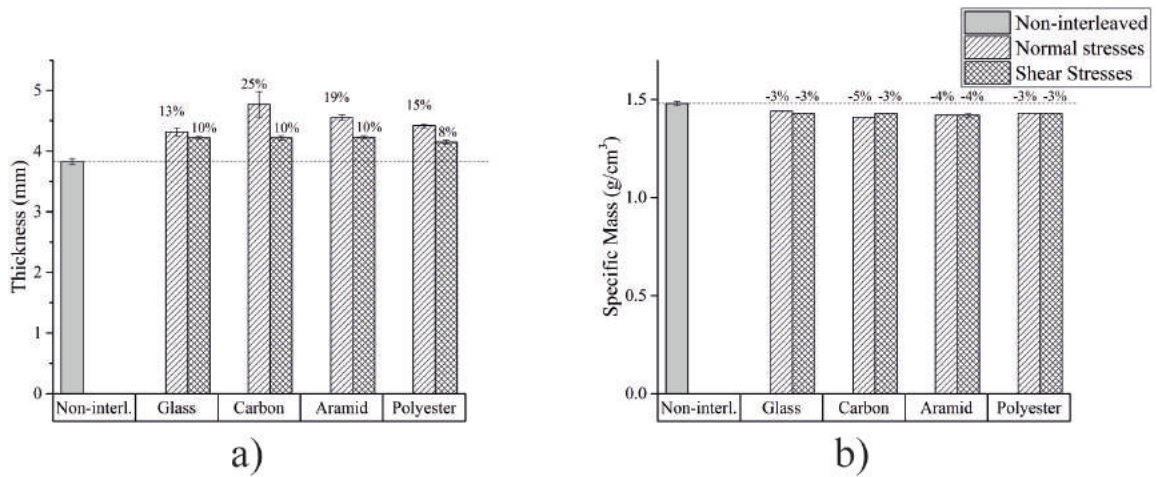 Non-interleaved
Normal stresses
Shear Stresses
Thickness (mm)
5
4
3
2
1
0
13%
10%
25%
10%
19%
10%
15%
8%
Non-interl. Glass Carbon Aramid Polyester
a)
Specific Mass (g/cm³)
1.5
1.0
0.5
0.0
-3% -3% -5% -3% -4% -4% -3% -3%
Non-interl. Glass Carbon Aramid Polyester
b)